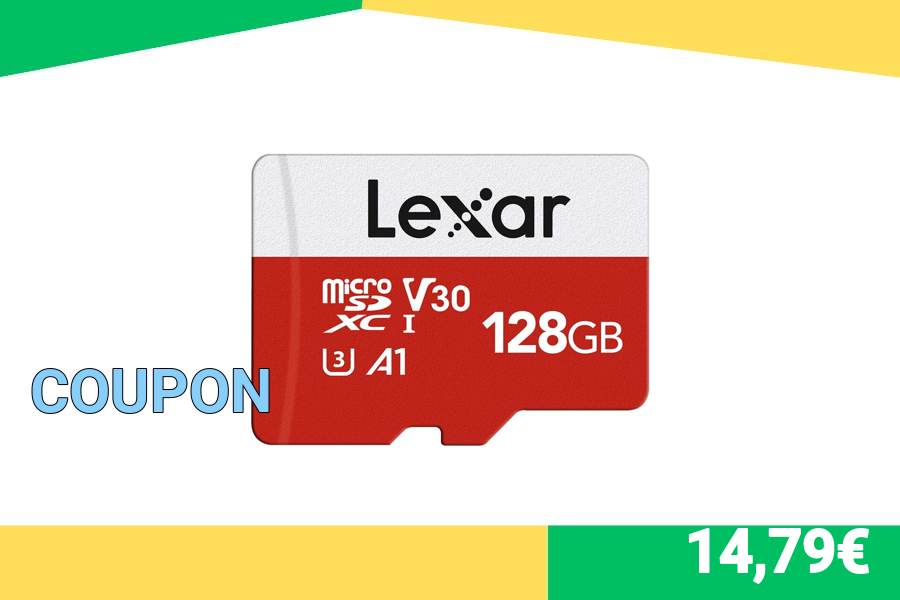 Lexar
micro SD XC I V30
128GB
U3 A1
COUPON
14,79€